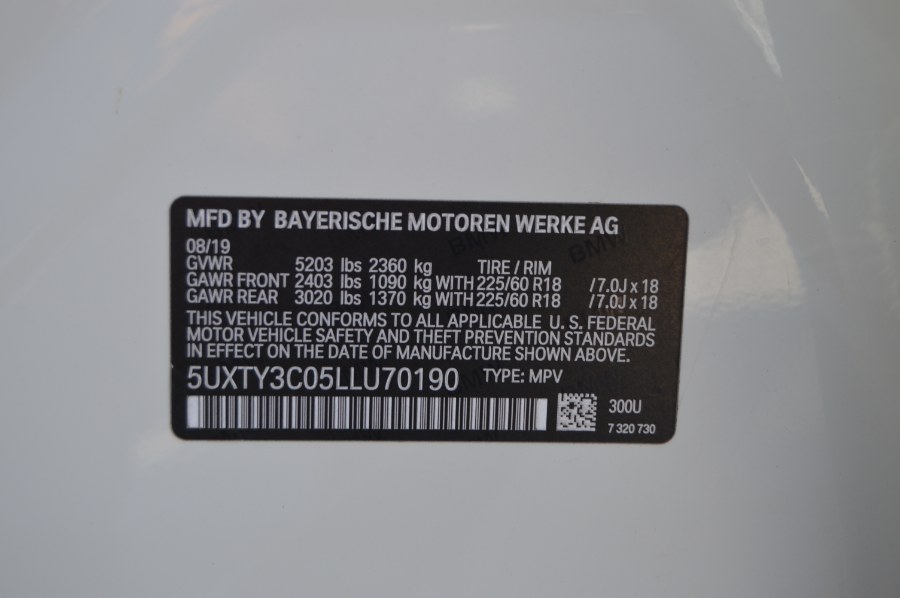 MFD BY BAYERISCHE MOTOREN WERKE AG
08/19
GVWR 5203 lbs 2360 kg TIRE / RIM
GAWR FRONT 2403 lbs 1090 kg WITH 225/60 R18 /7.0J x 18
GAWR REAR 3020 lbs 1370 kg WITH 225/60 R18 /7.0J x 18
THIS VEHICLE CONFORMS TO ALL APPLICABLE U. S. FEDERAL
MOTOR VEHICLE SAFETY AND THEFT PREVENTION STANDARDS
IN EFFECT ON THE DATE OF MANUFACTURE SHOWN ABOVE.
5UXTY3C05LLU70190 TYPE: MPV
300U
7 320 730